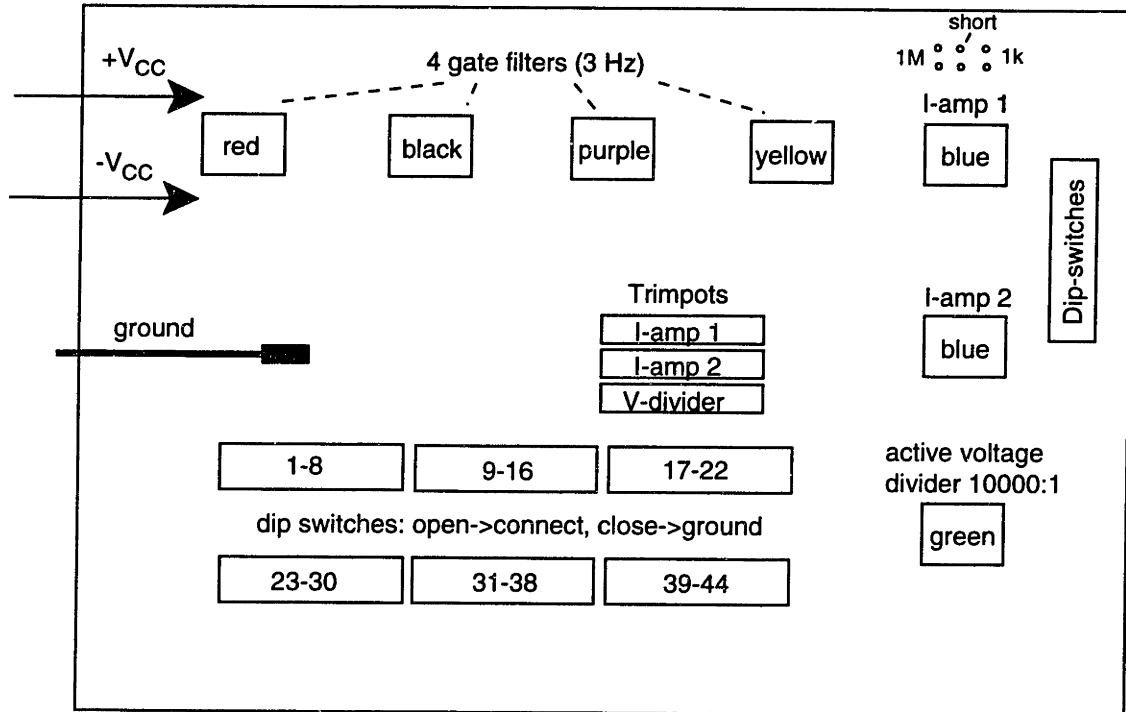 short
1M
1k
+VCC
4 gate filters (3 Hz)
I-amp 1
red
black
purple
yellow
blue
-VCC
Dip-switches
Trimpots
I-amp 1
I-amp 2
V-divider
I-amp 2
blue
ground
1-8
9-16
17-22
active voltage
divider 10000:1
green
dip switches: open->connect, close->ground
23-30
31-38
39-44